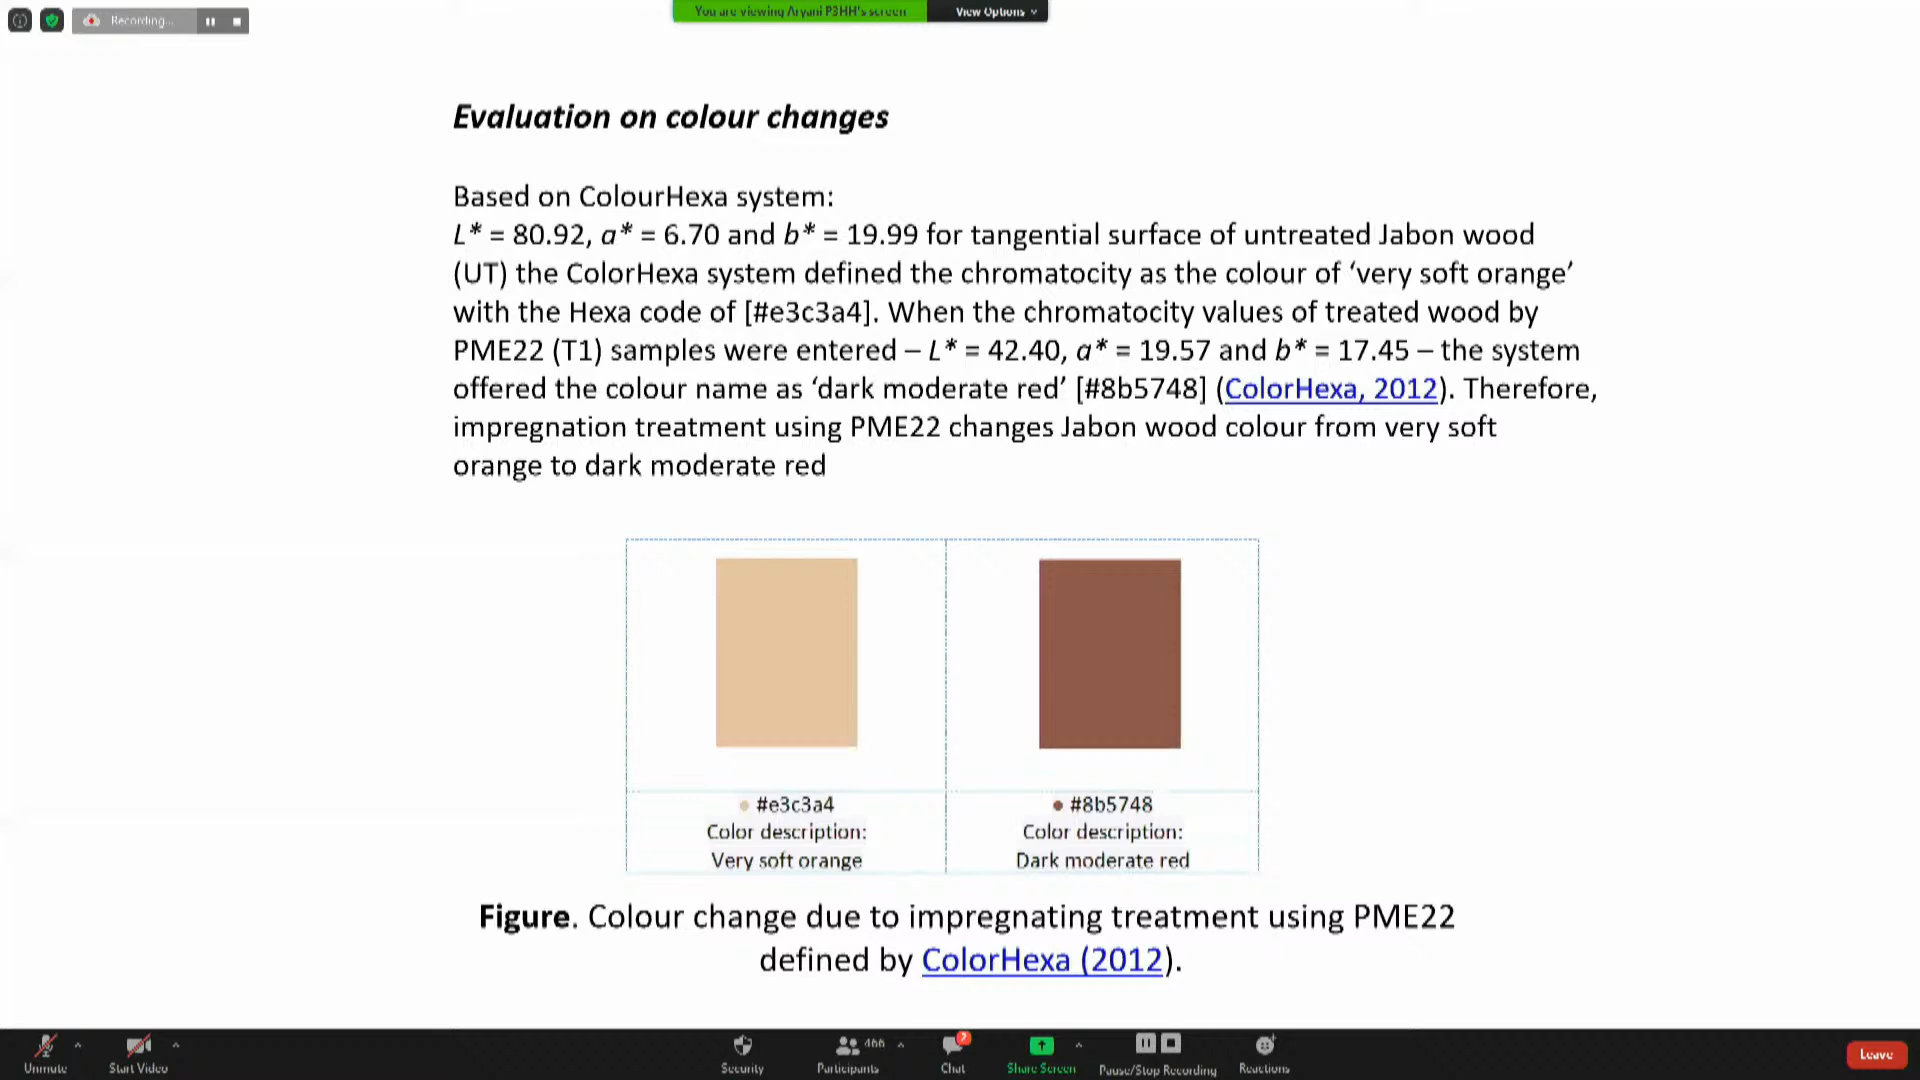 Recording...
You are viewing Aryani P3HH's screen
View Options
Evaluation on colour changes
Based on ColourHexa system:
L* = 80.92, a* = 6.70 and b* = 19.99 for tangential surface of untreated Jabon wood
(UT) the ColorHexa system defined the chromatocity as the colour of ‘very soft orange’
with the Hexa code of [#e3c3a4]. When the chromatocity values of treated wood by
PME22 (T1) samples were entered – L* = 42.40, a* = 19.57 and b* = 17.45 – the system
offered the colour name as ‘dark moderate red’ [#8b5748] (ColorHexa, 2012). Therefore,
impregnation treatment using PME22 changes Jabon wood colour from very soft
orange to dark moderate red
#e3c3a4
Color description:
Very soft orange
#8b5748
Color description:
Dark moderate red
Figure. Colour change due to impregnating treatment using PME22
defined by ColorHexa (2012).
Unmute
Start Video
Security
Participants
466
Chat
Share Screen
Pause/Stop Recording
Reactions
Leave